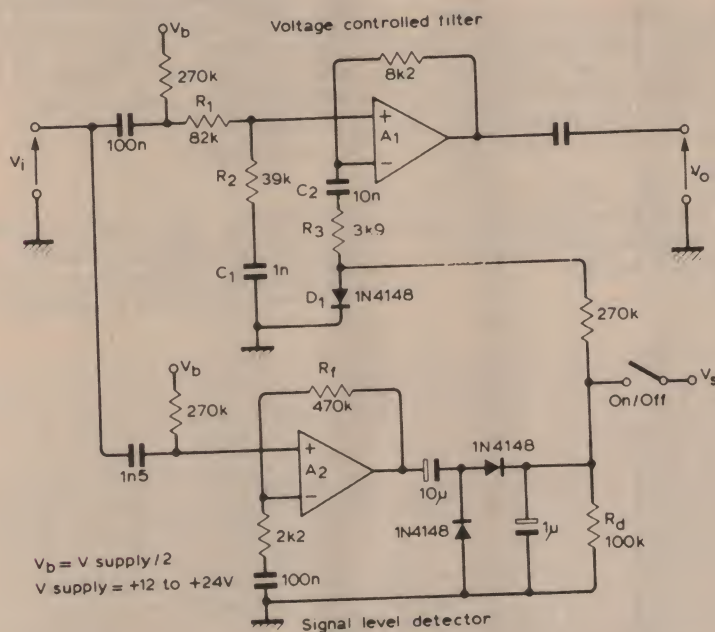 Voltage controlled filter
Vb
270k
8k2
R1
82k
100n
A1
+
−
Vi
Vo
R2
39k
C2
10n
R3
3k9
C1
1n
D1
1N4148
270k
On/Off
Vs
Vb
270k
Rf
470k
1n5
+
−
A2
10µ
1N4148
1N4148
1µ
Rd
100k
2k2
100n
Vb = V supply/2
V supply = +12 to +24V
Signal level detector